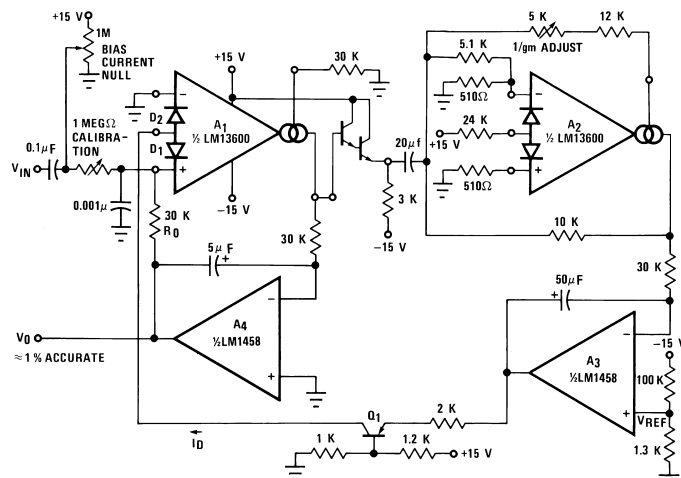 +15 V
1M
BIAS
CURRENT
NULL
+15 V
30 K
5 K
12 K
1/gm ADJUST
5.1 K
510Ω
24 K
+15 V
510Ω
A2
½ LM13600
D2
D1
A1
½ LM13600
1 MEGΩ
CALIBRA-
TION
0.1μF
VIN
0.001μ
30 K
RO
-15 V
20μf
3 K
-15 V
10 K
30 K
30 K
5μF
+
50μF
+
A4
½LM1458
VO
≈1% ACCURATE
A3
½LM1458
-15 V
100K
VREF
1.3 K
Q1
2 K
ID
1 K
1.2 K
+15 V